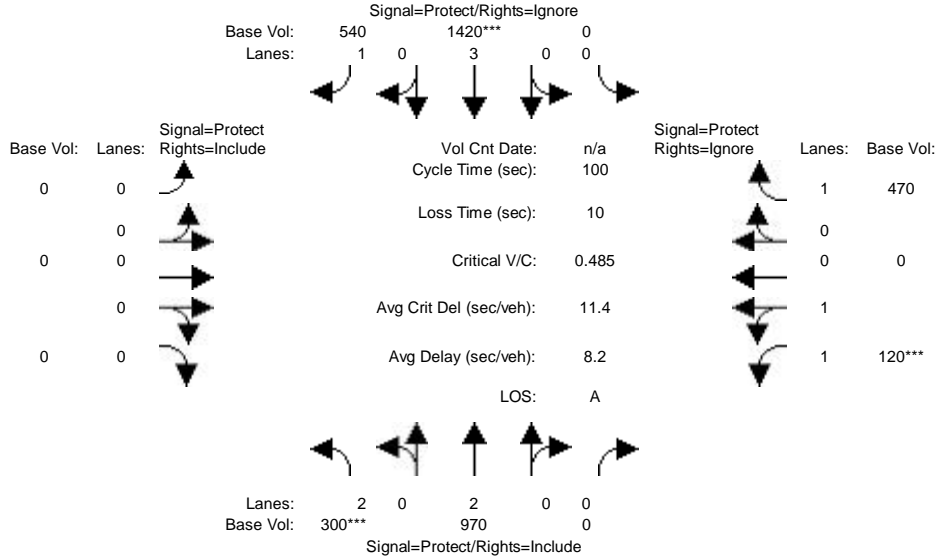 Signal=Protect/Rights=Ignore
Base Vol: 540 1420*** 0
Lanes: 1 0 3 0 0
Signal=Protect Signal=Protect
Base Vol: Lanes: Rights=Include Vol Cnt Date: n/a Rights=Ignore Lanes: Base Vol:
Cycle Time (sec): 100
0 0 1 470
Loss Time (sec): 10
0 0
0 0 Critical V/C: 0.485 0 0
0 Avg Crit Del (sec/veh): 11.4 1
0 0 Avg Delay (sec/veh): 8.2 1 120***
LOS: A
Lanes: 2 0 2 0 0
Base Vol: 300*** 970 0
Signal=Protect/Rights=Include